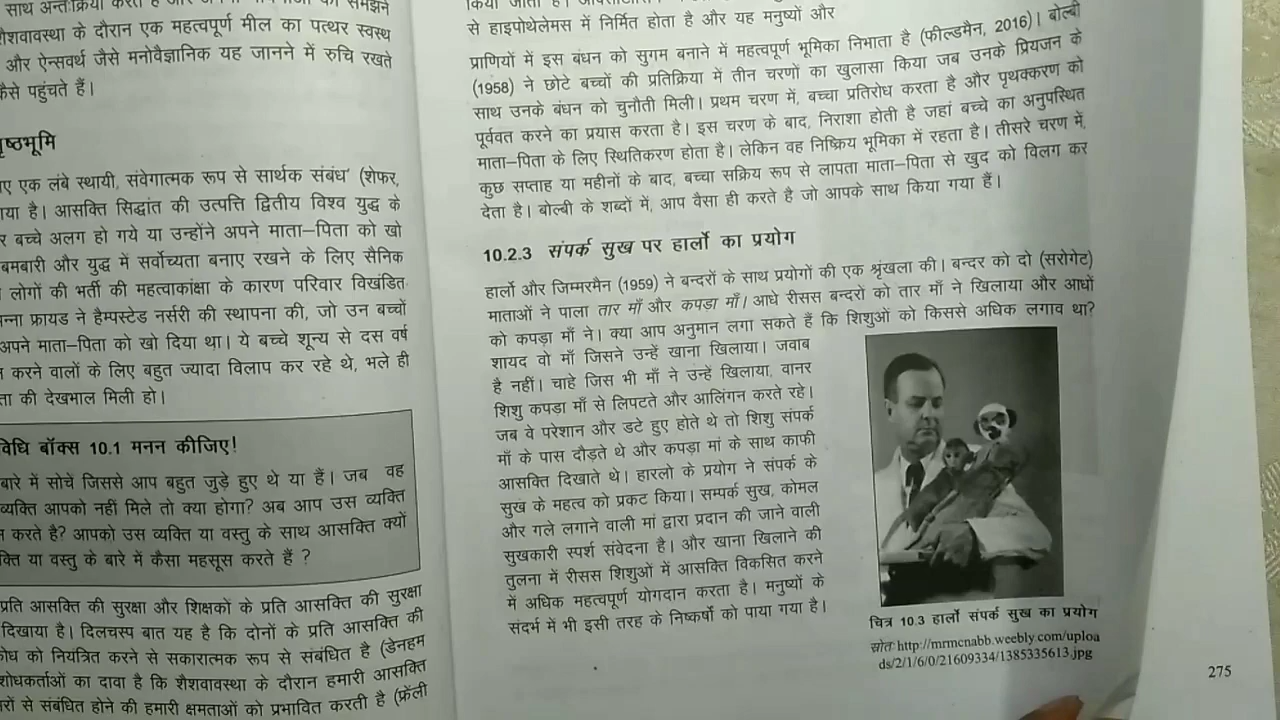 साथ अन्तःक्रिया करते हैं और
शैशवावस्था के दौरान एक महत्वपूर्ण मील का पत्थर स्वस्थ
और ऐन्सवर्थ जैसे मनोवैज्ञानिक यह जानने में रुचि रखते
कैसे पहुंचते हैं।
पृष्ठभूमि
एक लंबे स्थायी, संवेगात्मक रूप से सार्थक संबंध' (शेफर,
गया है। आसक्ति सिद्धांत की उत्पत्ति द्वितीय विश्व युद्ध के
बच्चे अलग हो गये या उन्होंने अपने माता–पिता को खो
बमबारी और युद्ध में सर्वोच्यता बनाए रखने के लिए सैनिक
लोगों की भर्ती की महत्वाकांक्षा के कारण परिवार विखंडित
फ्रायड ने हैम्पस्टेड नर्सरी की स्थापना की, जो उन बच्चों
अपने माता–पिता को खो दिया था। ये बच्चे शून्य से दस वर्ष
करने वालों के लिए बहुत ज्यादा विलाप कर रहे थे, भले ही
की देखभाल मिली हो।
विधि बॉक्स 10.1 मनन कीजिए!
बारे में सोचें जिससे आप बहुत जुड़े हुए थे या हैं। जब वह
व्यक्ति आपको नहीं मिले तो क्या होगा? अब आप उस व्यक्ति
करते है? आपको उस व्यक्ति या वस्तु के साथ आसक्ति क्यों
या वस्तु के बारे में कैसा महसूस करते हैं ?
प्रति आसक्ति की सुरक्षा और शिक्षकों के प्रति आसक्ति की सुरक्षा
दिखाया है। दिलचस्प बात यह है कि दोनों के प्रति आसक्ति की
को नियंत्रित करने से सकारात्मक रूप से संबंधित है (डेनहम
शोधकर्ताओं का दावा है कि शैशवावस्था के दौरान हमारी आसक्ति
से संबंधित होने की हमारी क्षमताओं को प्रभावित करती है (फ्रेली
किया जाता है।
से हाइपोथेलेमस में निर्मित होता है और यह मनुष्यों और
प्राणियों में इस बंधन को सुगम बनाने में महत्वपूर्ण भूमिका निभाता है (फील्डमैन, 2016)। बोल्बी
(1958) ने छोटे बच्चों की प्रतिक्रिया में तीन चरणों का खुलासा किया जब उनके प्रियजन के
साथ उनके बंधन को चुनौती मिली। प्रथम चरण में, बच्चा प्रतिरोध करता है और पृथक्करण को
पूर्ववत करने का प्रयास करता है। इस चरण के बाद, निराशा होती है जहां बच्चे का अनुपस्थित
माता–पिता के लिए स्थितिकरण होता है। लेकिन वह निष्क्रिय भूमिका में रहता है। तीसरे चरण में,
कुछ सप्ताह या महीनों के बाद, बच्चा सक्रिय रूप से लापता माता–पिता से खुद को विलग कर
देता है। बोल्बी के शब्दों में, आप वैसा ही करते है जो आपके साथ किया गया हैं।
10.2.3 संपर्क सुख पर हार्लो का प्रयोग
हार्लो और जिम्मरमैन (1959) ने बन्दरों के साथ प्रयोगों की एक श्रृंखला की। बन्दर को दो (सरोगेट)
माताओं ने पाला तार माँ और कपड़ा माँ। आधे रीसस बन्दरों को तार माँ ने खिलाया और आधों
को कपड़ा माँ ने। क्या आप अनुमान लगा सकते हैं कि शिशुओं को किससे अधिक लगाव था?
शायद वो माँ जिसने उन्हें खाना खिलाया। जवाब
है नहीं। चाहे जिस भी माँ ने उन्हें खिलाया, वानर
शिशु कपड़ा माँ से लिपटते और आलिंगन करते रहे।
जब वे परेशान और डटे हुए होते थे तो शिशु संपर्क
माँ के पास दौड़ते थे और कपड़ा मां के साथ काफी
आसक्ति दिखाते थे। हारलो के प्रयोग ने संपर्क के
सुख के महत्व को प्रकट किया। सम्पर्क सुख, कोमल
और गले लगाने वाली मां द्वारा प्रदान की जाने वाली
सुखकारी स्पर्श संवेदना है। और खाना खिलाने की
तुलना में रीसस शिशुओं में आसक्ति विकसित करने
में अधिक महत्वपूर्ण योगदान करता है। मनुष्यों के
संदर्भ में भी इसी तरह के निष्कर्षो को पाया गया है।
चित्र 10.3 हार्लो संपर्क सुख का प्रयोग
स्रोतः http://mrmcnabb.weebly.com/uploa
ds/2/1/6/0/21609334/1385335613.jpg
275